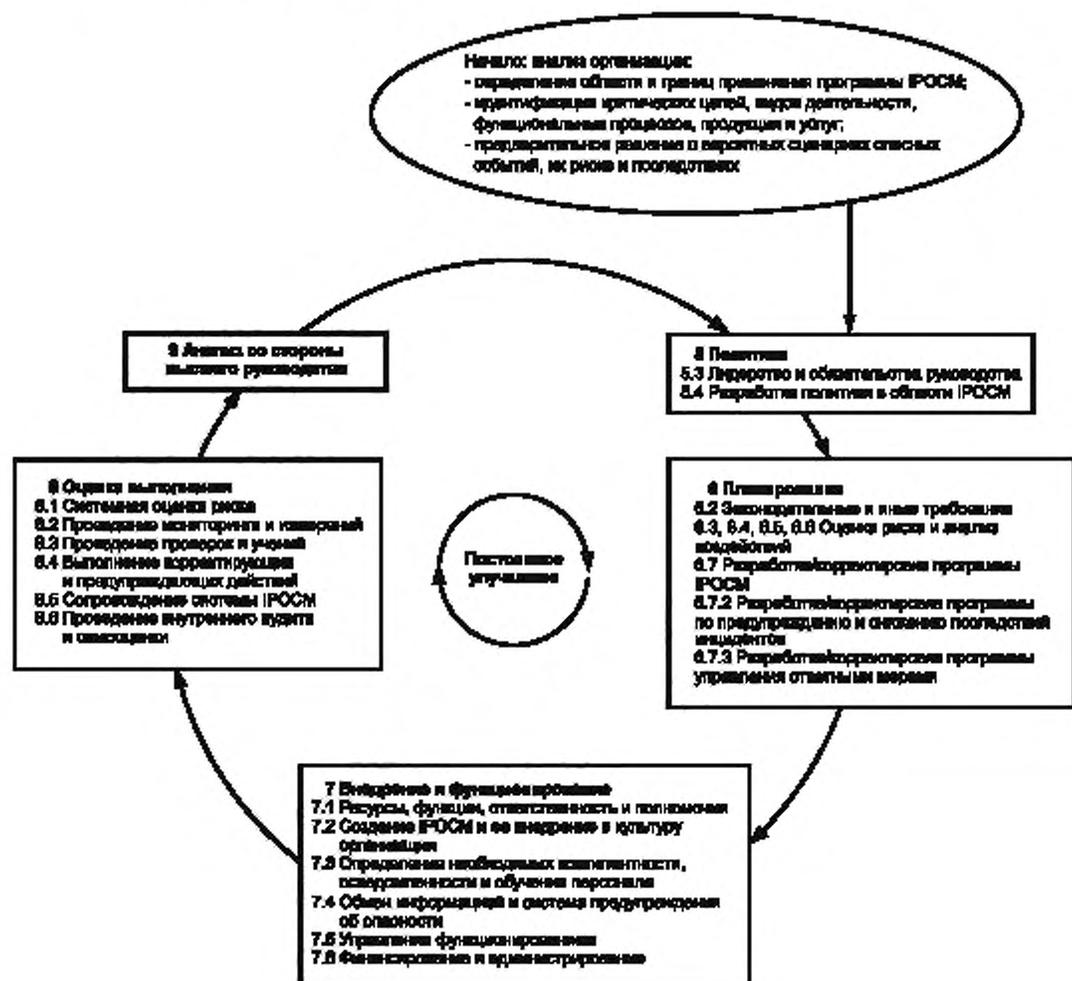 Начало: анализ организации:
- определение области и границ применения программы IPOCM;
- идентификация критических целей, видов деятельности,
функциональных процессов, продукции и услуг;
- предварительное решение о вероятных сценариях опасных
событий, их риске и последствиях
9 Анализ со стороны
высшего руководства
5 Политика
5.3 Лидерство и обязательства руководства
5.4 Разработка политики в области IPOCM
8 Оценка выполнения
8.1 Системная оценка риска
8.2 Проведение мониторинга и измерений
8.3 Проведение проверок и учений
8.4 Выполнение корректирующих
и предупреждающих действий
8.5 Сопровождение системы IPOCM
8.6 Проведение внутреннего аудита
и самооценки
Постоянное
улучшение
6 Планирование
6.2 Законодательные и иные требования
6.3, 6.4, 6.5, 6.6 Оценка риска и анализ
воздействий
6.7 Разработка/корректировка программы
IPOCM
6.7.2 Разработка/корректировка программы
по предупреждению и снижению последствий
инцидентов
6.7.3 Разработка/корректировка программы
управления ответными мерами
7 Внедрение и функционирование
7.1 Ресурсы, функции, ответственность и полномочия
7.2 Создание IPOCM и ее внедрение в культуру
организации
7.3 Определение необходимых компетентности,
осведомленности и обучения персонала
7.4 Обмен информацией и система предупреждения
об опасности
7.5 Управление функционированием
7.6 Финансирование и администрирование